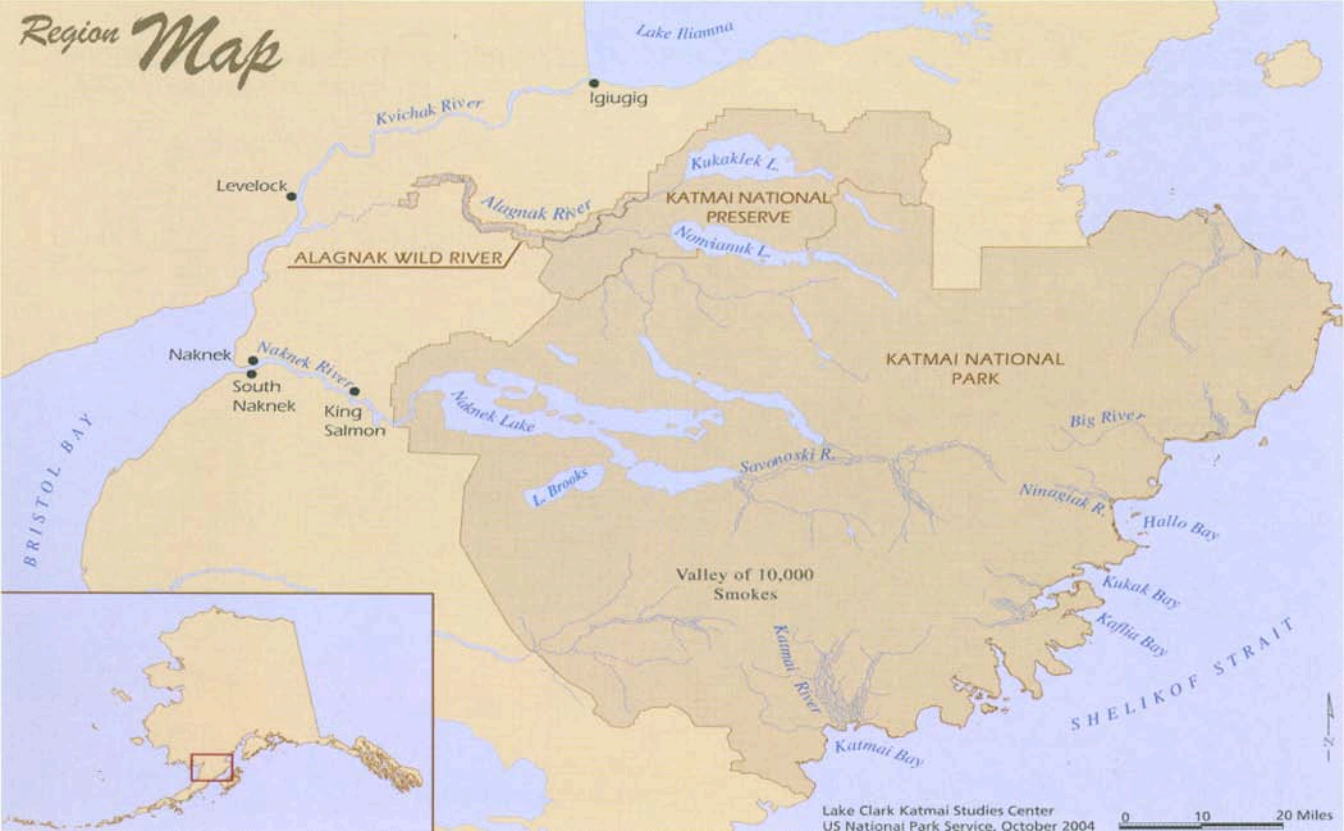 Region Map
Lake Iliamna
Igiugig
Kvichak River
Levelock
Kukaklek L.
KATMAI NATIONAL
PRESERVE
Alagnak River
Nonvianuk L.
ALAGNAK WILD RIVER
Naknek
Naknek River
South
Naknek
King
Salmon
KATMAI NATIONAL
PARK
Naknek Lake
Big River
BRISTOL BAY
Savonoski R.
L. Brooks
Ninagiak R.
Hallo Bay
Valley of 10,000
Smokes
Kukak Bay
Kaflia Bay
Katmai River
SHELIKOF STRAIT
Katmai Bay
N
Lake Clark Katmai Studies Center
US National Park Service, October 2004
0 10 20 Miles